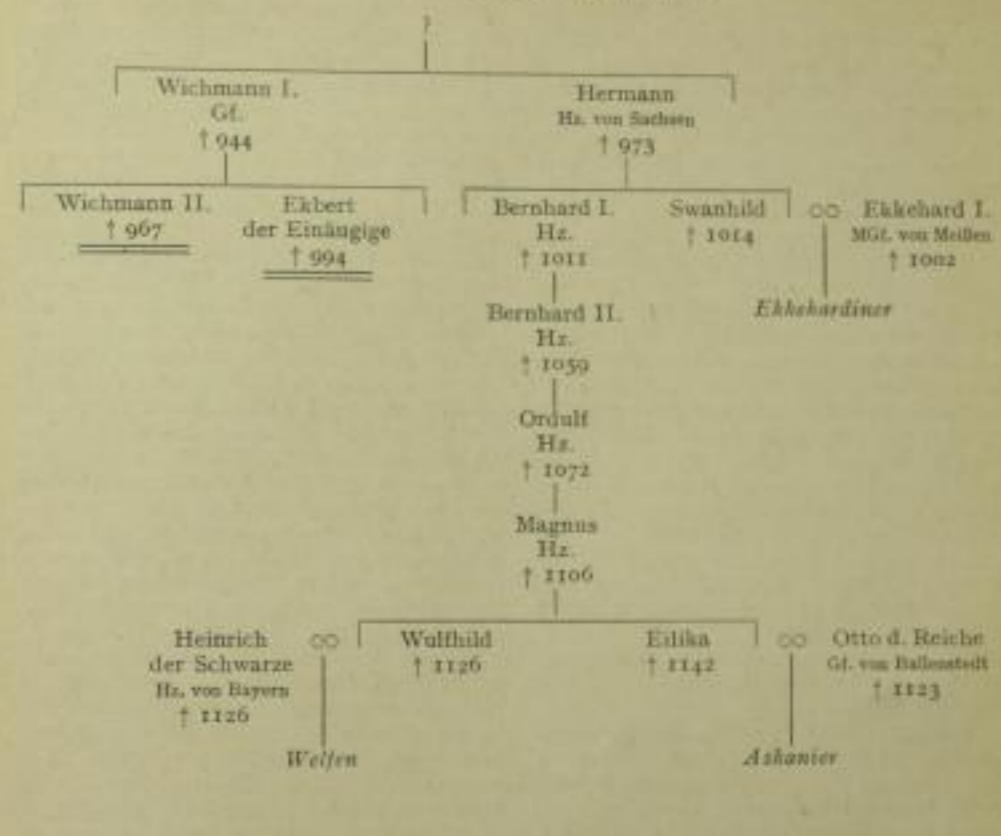 ?
Wichmann I.
Gf.
† 944
Hermann
Hz. von Sachsen
† 973
Wichmann II.
† 967
Ekbert
der Einäugige
† 994
Bernhard I.
Hz.
† 1011
Swanhild
† 1014
∞ Ekkehard I.
MGf. von Meißen
† 1002
Ekkehardiner
Bernhard II.
Hz.
† 1059
Ordulf
Hz.
† 1072
Magnus
Hz.
† 1106
Heinrich ∞
der Schwarze
Hz. von Bayern
† 1126
Wulfhild
† 1126
Eilika
† 1142
∞ Otto d. Reiche
Gf. von Ballenstedt
† 1123
Welfen
Askanier